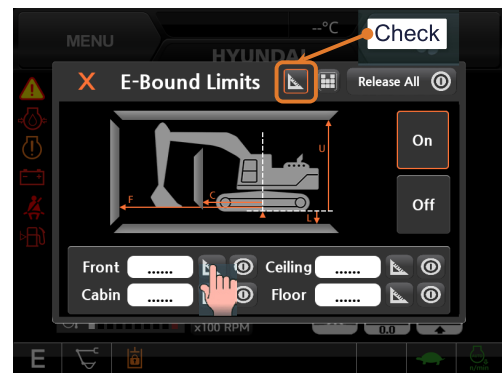 --°C
Check
MENU
HYUNDAI
X E-Bound Limits Release All
U
On
C
F
L
Off
Front ...... Ceiling ......
Cabin ...... Floor ......
x100 RPM 0.0
E